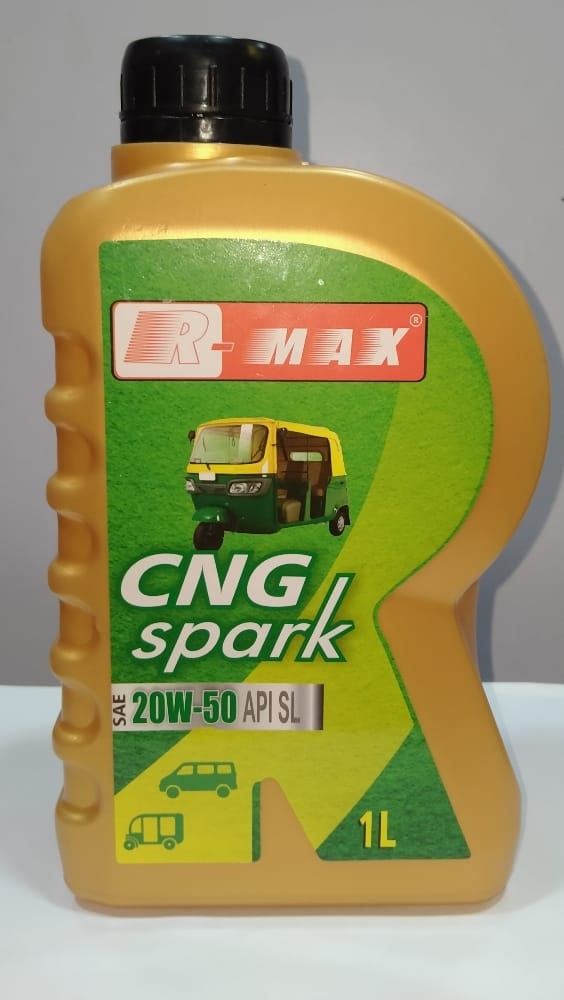 R-MAX®
CNG
spark
SAE 20W-50 API SL
1L